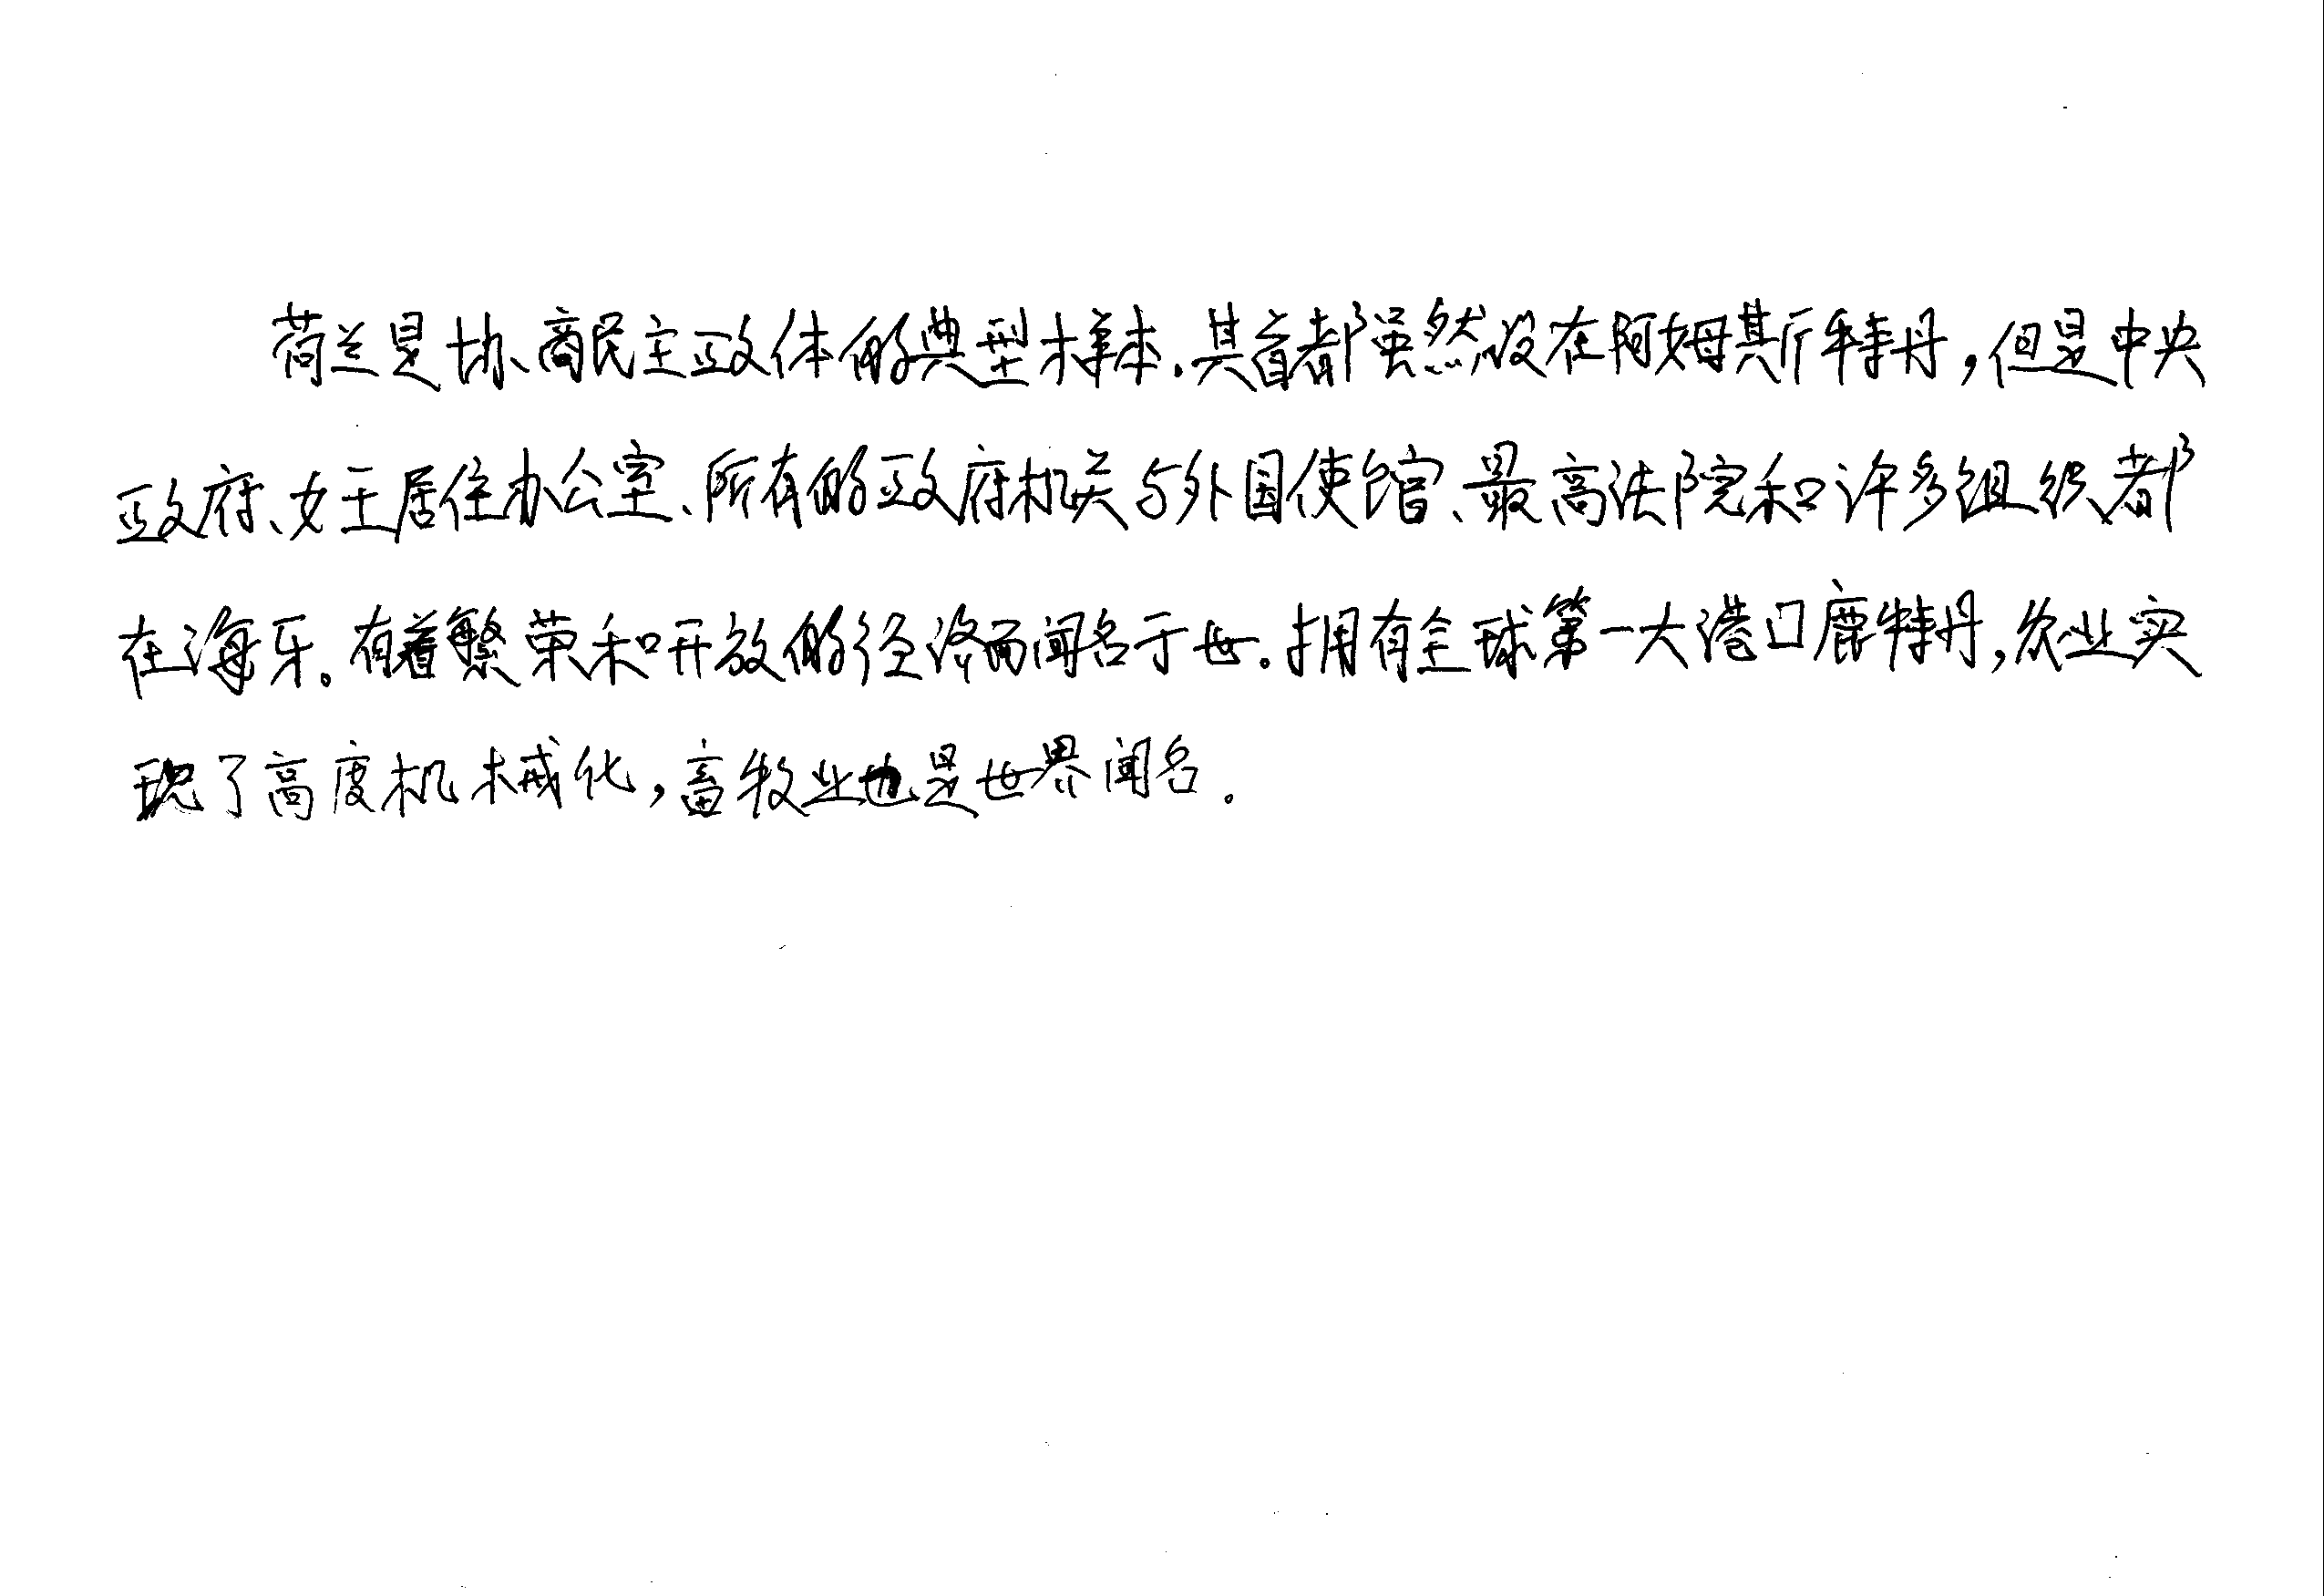 荷兰是协商民主政体的典型样本.其首都虽然设在阿姆斯特丹,但是中央
政府、女王居住办公室、所有的政府机关与外国使馆、最高法院和许多组织都
在海牙。有着繁荣和开放的经济而闻名于世。拥有全球第一大港口鹿特丹,农业实
现了高度机械化,畜牧业也是世界闻名.